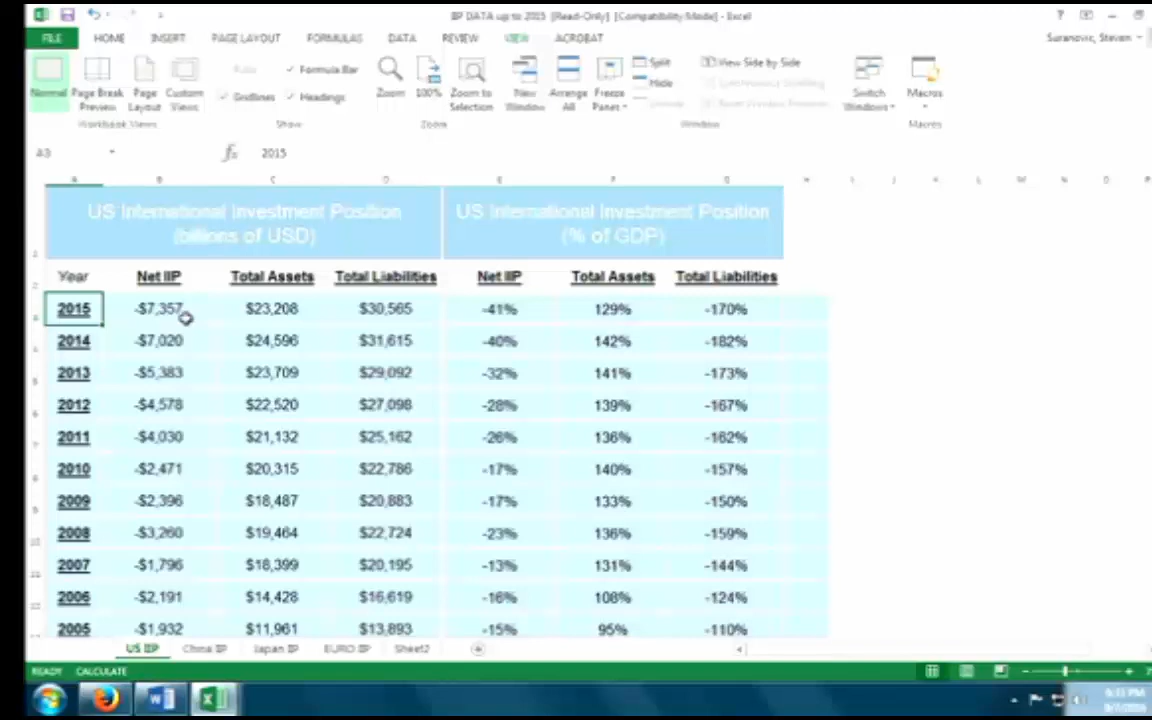 IIP DATA up to 2015 [Read-Only] [Compatibility Mode] - Excel
FILE HOME INSERT PAGE LAYOUT FORMULAS DATA REVIEW VIEW ACROBAT Suranovic, Steven
Normal Page Break Preview Page Layout Custom Views Ruler Formula Bar Gridlines Headings Zoom 100% Zoom to Selection New Window Arrange All Freeze Panes Split Hide View Side by Side Switch Windows Macros
Workbook Views Show Zoom Window Macros
A3 fx 2015
US International Investment Position (billions of USD) US International Investment Position (% of GDP)
Year Net IIP Total Assets Total Liabilities Net IIP Total Assets Total Liabilities
2015 -$7,357 $23,208 $30,565 -41% 129% -170%
2014 -$7,020 $24,596 $31,615 -40% 142% -182%
2013 -$5,383 $23,709 $29,092 -32% 141% -173%
2012 -$4,578 $22,520 $27,098 -28% 139% -167%
2011 -$4,030 $21,132 $25,162 -26% 136% -162%
2010 -$2,471 $20,315 $22,786 -17% 140% -157%
2009 -$2,396 $18,487 $20,883 -17% 133% -150%
2008 -$3,260 $19,464 $22,724 -23% 136% -159%
2007 -$1,796 $18,399 $20,195 -13% 131% -144%
2006 -$2,191 $14,428 $16,619 -16% 108% -124%
2005 -$1,932 $11,961 $13,893 -15% 95% -110%
US IIP China IIP Japan IIP EURO IIP Sheet2
READY CALCULATE